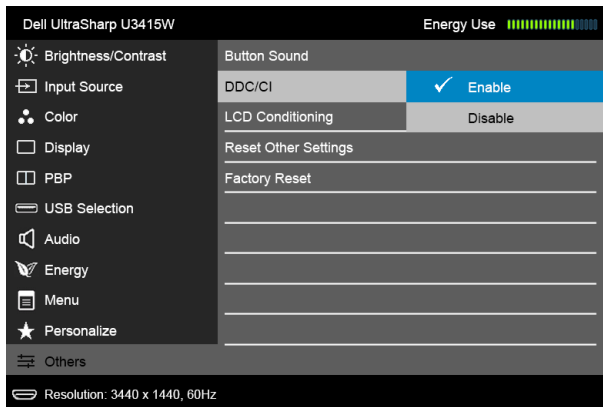 Dell UltraSharp U3415W Energy Use
Brightness/Contrast Button Sound
Input Source DDC/CI Enable
Color LCD Conditioning Disable
Display Reset Other Settings
PBP Factory Reset
USB Selection
Audio
Energy
Menu
Personalize
Others
Resolution: 3440 x 1440, 60Hz